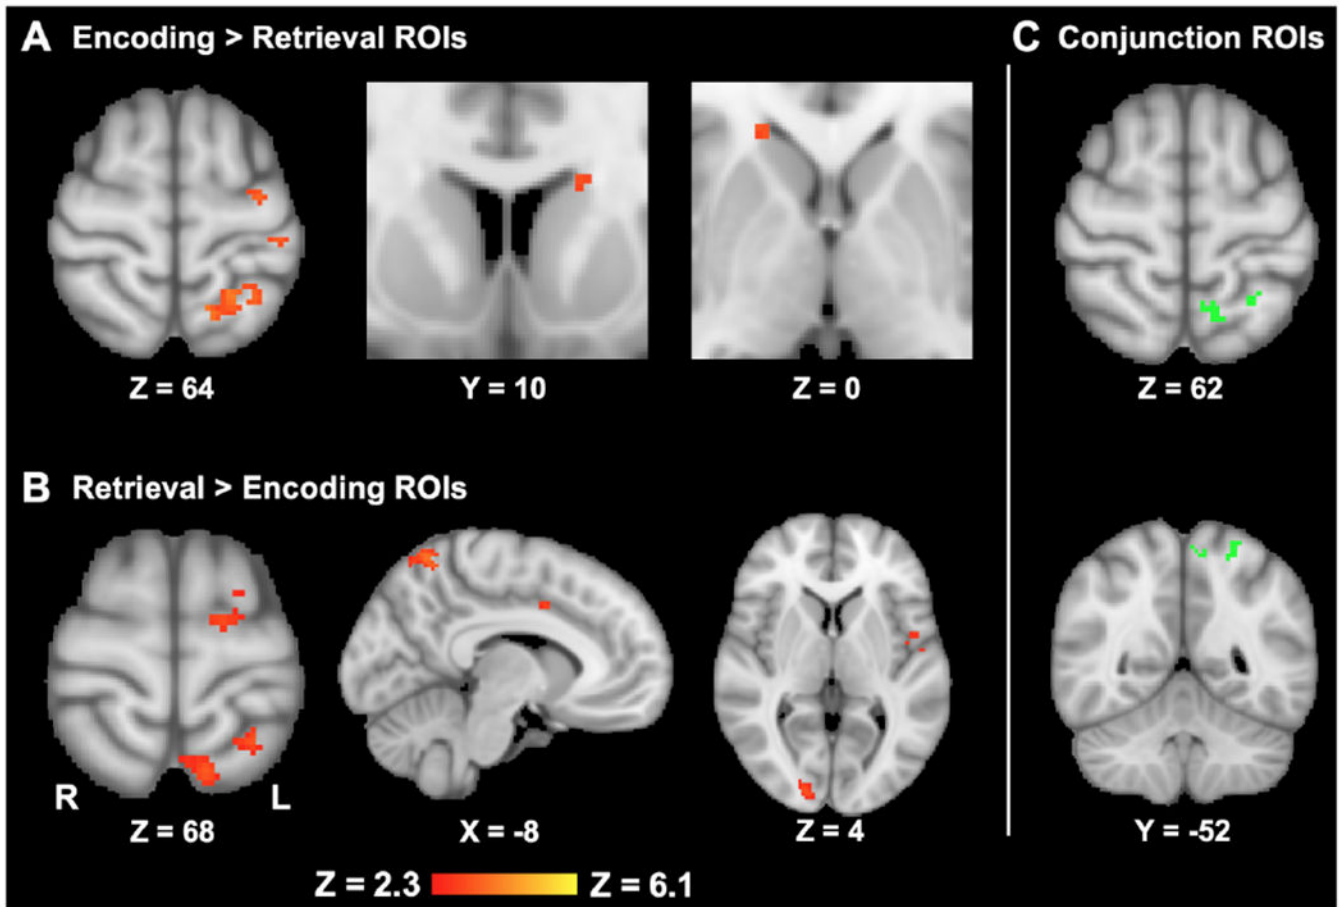 A Encoding > Retrieval ROIs
C Conjunction ROIs
Z = 64
Y = 10
Z = 0
Z = 62
B Retrieval > Encoding ROIs
R
L
Z = 68
X = -8
Z = 4
Y = -52
Z = 2.3
Z = 6.1